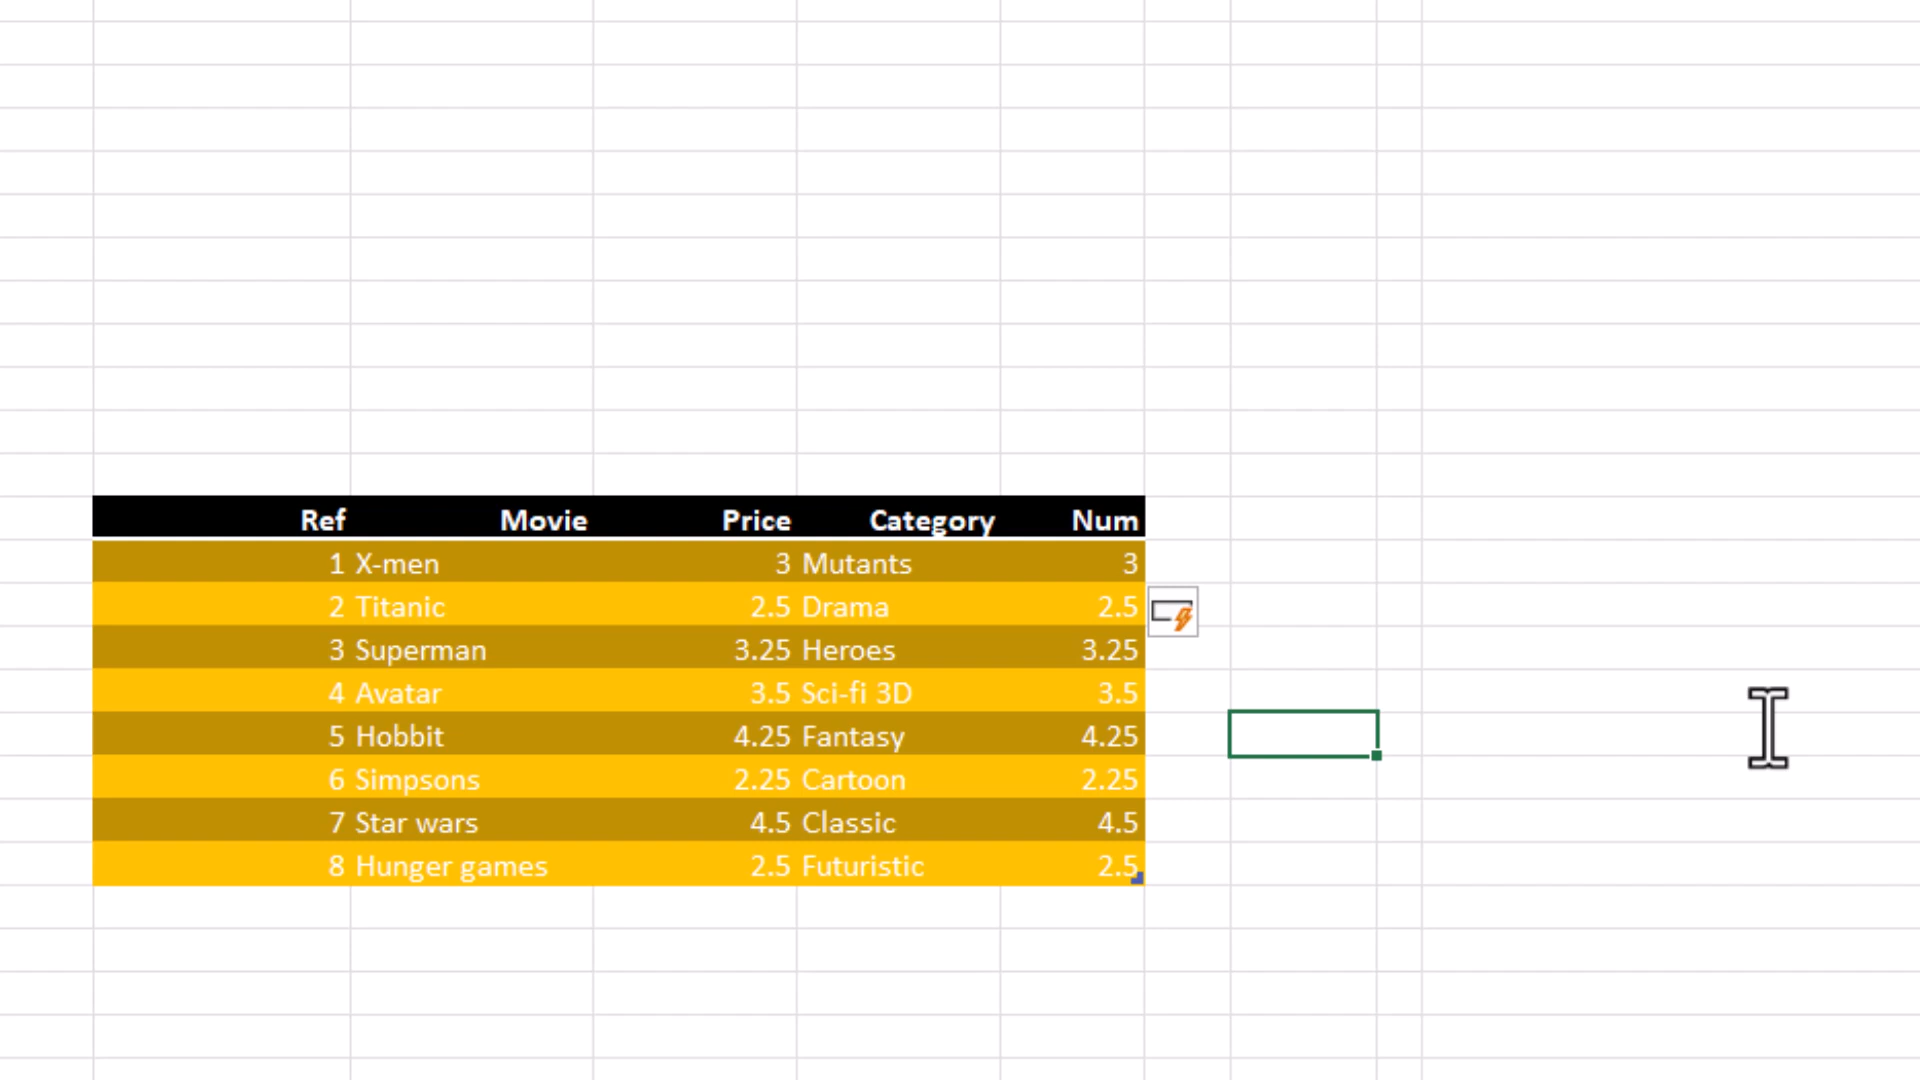 Ref Movie Price Category Num
1 X-men 3 Mutants 3
2 Titanic 2.5 Drama 2.5
3 Superman 3.25 Heroes 3.25
4 Avatar 3.5 Sci-fi 3D 3.5
5 Hobbit 4.25 Fantasy 4.25
6 Simpsons 2.25 Cartoon 2.25
7 Star wars 4.5 Classic 4.5
8 Hunger games 2.5 Futuristic 2.5